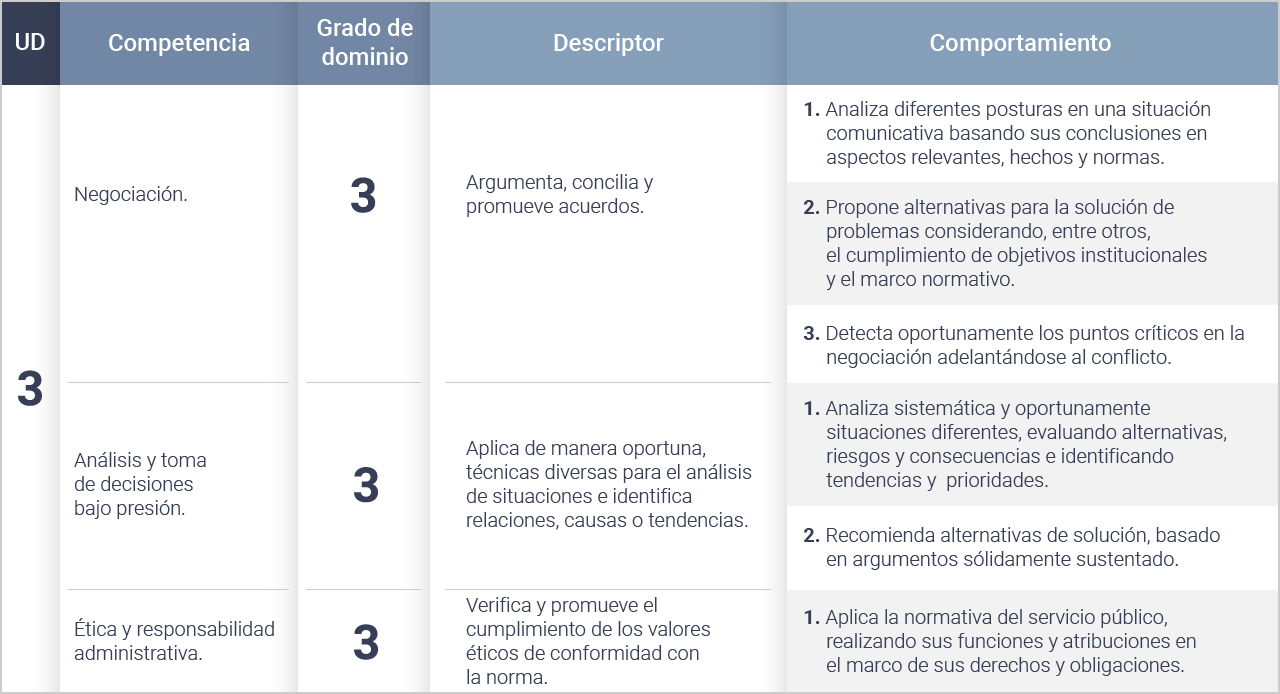 UD
Competencia
Grado de
dominio
Descriptor
Comportamiento
3
Negociación.
3
Argumenta, concilia y
promueve acuerdos.
1. Analiza diferentes posturas en una situación
comunicativa basando sus conclusiones en
aspectos relevantes, hechos y normas.
2. Propone alternativas para la solución de
problemas considerando, entre otros,
el cumplimiento de objetivos institucionales
y el marco normativo.
3. Detecta oportunamente los puntos críticos en la
negociación adelantándose al conflicto.
Análisis y toma
de decisiones
bajo presión.
3
Aplica de manera oportuna,
técnicas diversas para el análisis
de situaciones e identifica
relaciones, causas o tendencias.
1. Analiza sistemática y oportunamente
situaciones diferentes, evaluando alternativas,
riesgos y consecuencias e identificando
tendencias y  prioridades.
2. Recomienda alternativas de solución, basado
en argumentos sólidamente sustentado.
Ética y responsabilidad
administrativa.
3
Verifica y promueve el
cumplimiento de los valores
éticos de conformidad con
la norma.
1. Aplica la normativa del servicio público,
realizando sus funciones y atribuciones en
el marco de sus derechos y obligaciones.